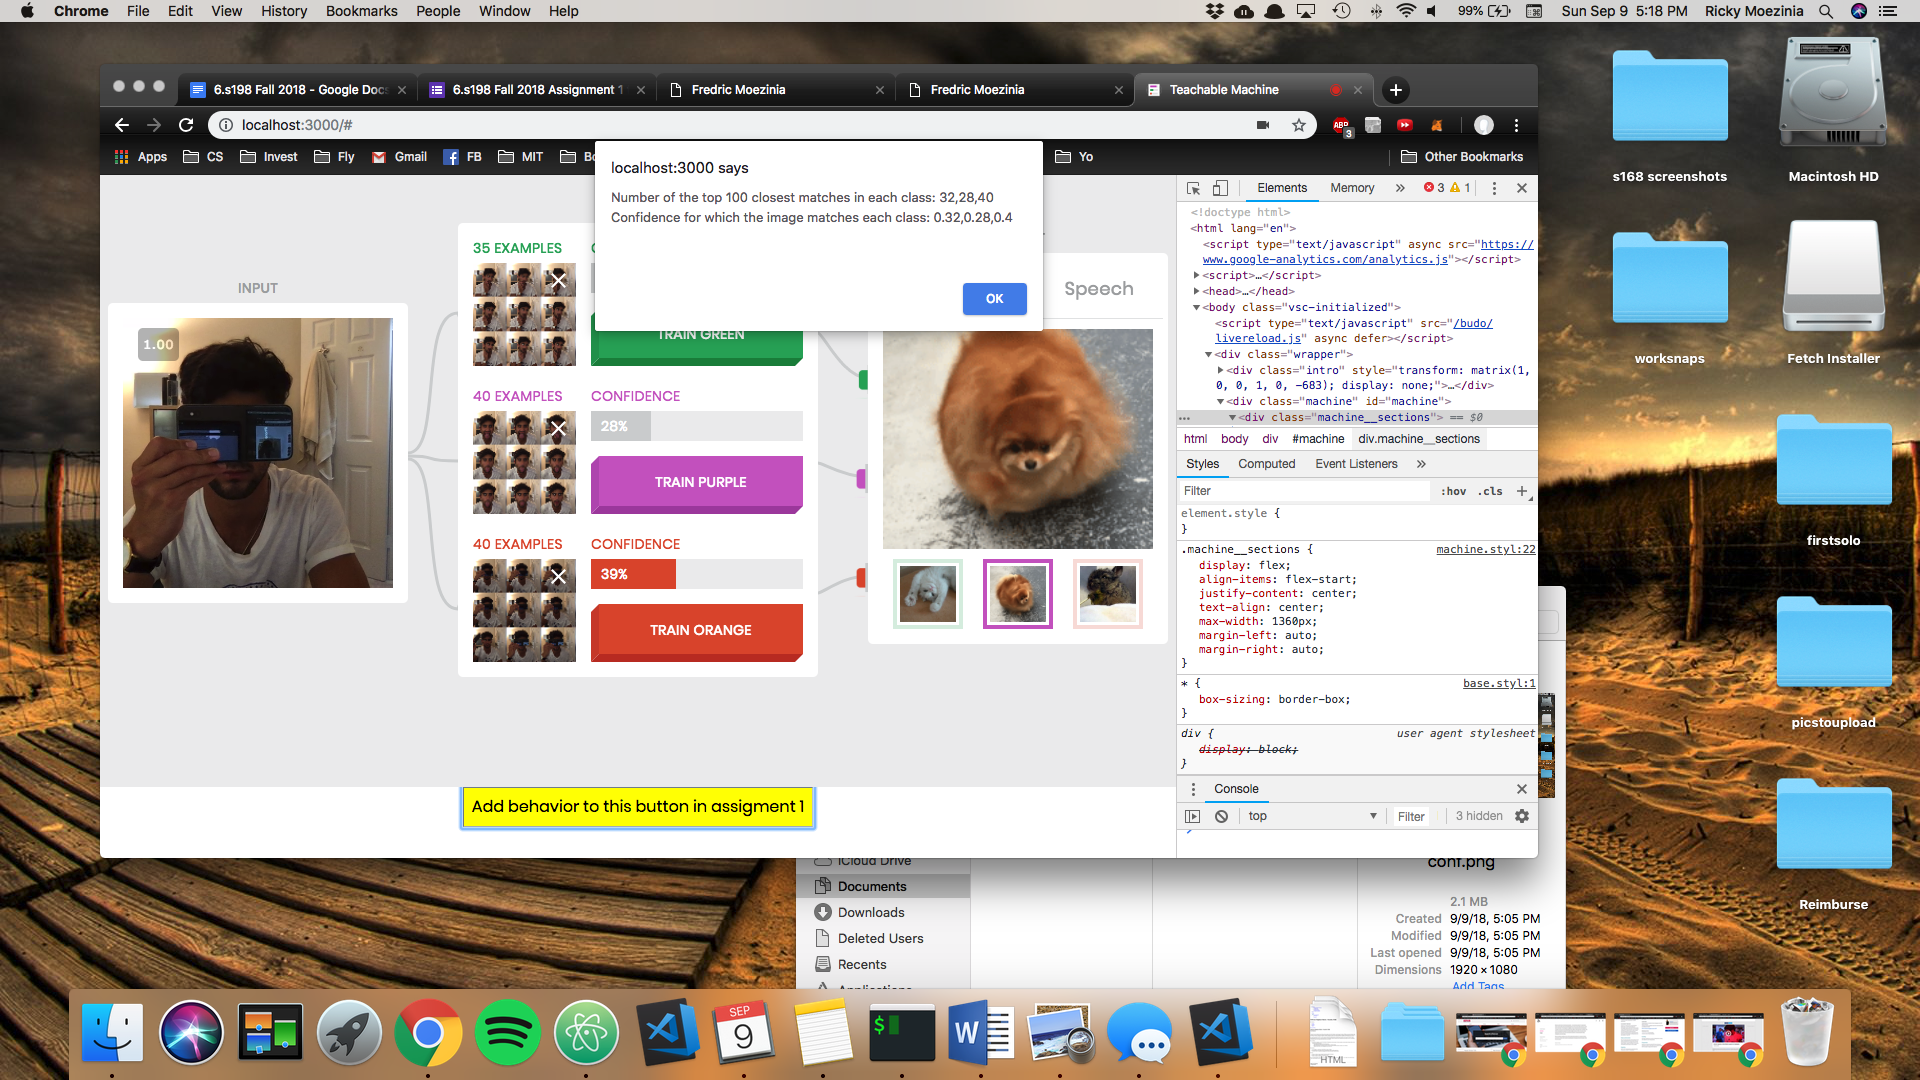 Chrome File Edit View History Bookmarks People Window Help
99% Sun Sep 9 5:18 PM Ricky Moezinia
6.s198 Fall 2018 - Google Docs
6.s198 Fall 2018 Assignment 1
Fredric Moezinia
Fredric Moezinia
Teachable Machine
localhost:3000/#
ABP 3
Apps CS Invest Fly Gmail FB MIT Yo Other Bookmarks
localhost:3000 says
Number of the top 100 closest matches in each class: 32,28,40
Confidence for which the image matches each class: 0.32,0.28,0.4
OK
INPUT
1.00
35 EXAMPLES
TRAIN GREEN
40 EXAMPLES CONFIDENCE
28%
TRAIN PURPLE
40 EXAMPLES CONFIDENCE
39%
TRAIN ORANGE
Speech
Add behavior to this button in assigment 1
Elements Memory » 3 1
<!doctype html>
<html lang="en">
<script type="text/javascript" async src="https://
www.google-analytics.com/analytics.js"></script>
<script>…</script>
<head>…</head>
<body class="vsc-initialized">
<script type="text/javascript" src="/budo/
livereload.js" async defer></script>
<div class="wrapper">
<div class="intro" style="transform: matrix(1,
0, 0, 1, 0, -683); display: none;">…</div>
<div class="machine" id="machine">
… <div class="machine__sections"> == $0
html body div #machine div.machine__sections
Styles Computed Event Listeners »
Filter :hov .cls +
element.style {
}
.machine__sections { machine.styl:22
display: flex;
align-items: flex-start;
justify-content: center;
text-align: center;
max-width: 1360px;
margin-left: auto;
margin-right: auto;
}
* { base.styl:1
box-sizing: border-box;
}
div { user agent stylesheet
display: block;
}
Console
top Filter 3 hidden
s168 screenshots
Macintosh HD
worksnaps
Fetch Installer
firstsolo
picstoupload
Reimburse
iCloud Drive
Documents
Downloads
Deleted Users
Recents
Applications
conf.png
2.1 MB
Created 9/9/18, 5:05 PM
Modified 9/9/18, 5:05 PM
Last opened 9/9/18, 5:05 PM
Dimensions 1920 × 1080
Add Tags
SEP
9
$
W
HTML